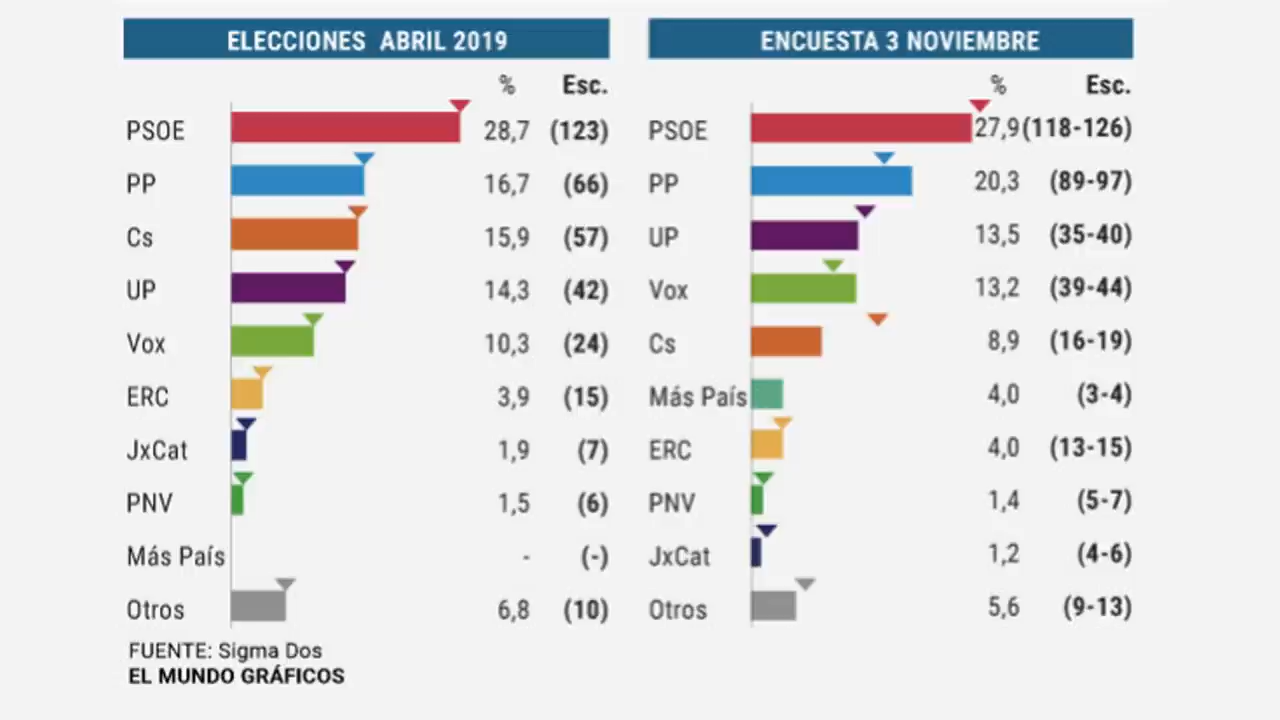 ELECCIONES ABRIL 2019
% Esc.
PSOE 28,7 (123)
PP 16,7 (66)
Cs 15,9 (57)
UP 14,3 (42)
Vox 10,3 (24)
ERC 3,9 (15)
JxCat 1,9 (7)
PNV 1,5 (6)
Más País - (-)
Otros 6,8 (10)
FUENTE: Sigma Dos
EL MUNDO GRÁFICOS
ENCUESTA 3 NOVIEMBRE
% Esc.
PSOE 27,9 (118-126)
PP 20,3 (89-97)
UP 13,5 (35-40)
Vox 13,2 (39-44)
Cs 8,9 (16-19)
Más País 4,0 (3-4)
ERC 4,0 (13-15)
PNV 1,4 (5-7)
JxCat 1,2 (4-6)
Otros 5,6 (9-13)